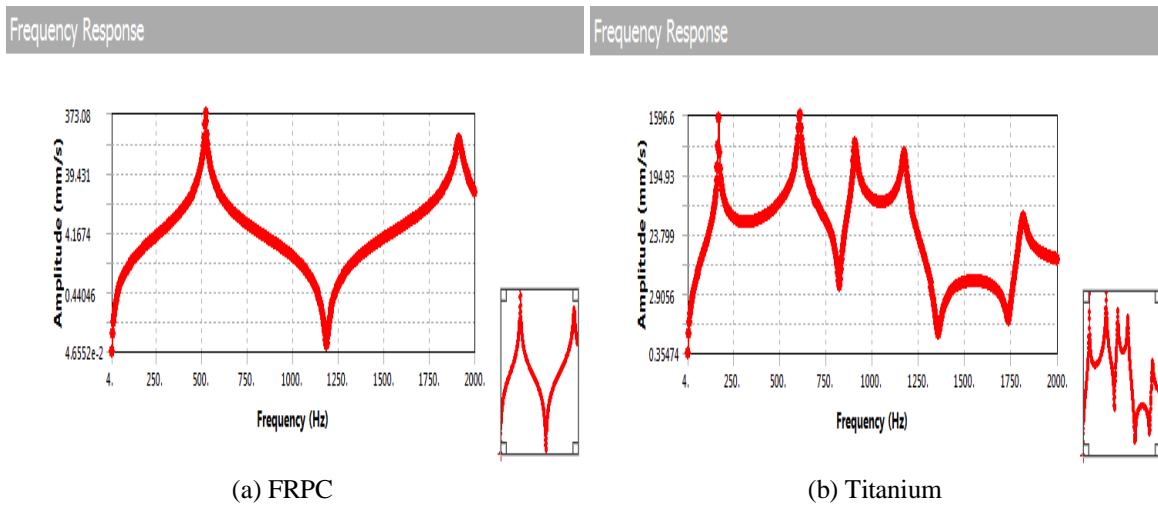 Frequency Response
373.08
39.431
4.1674
0.44046
4.6552e-2
Amplitude (mm/s)
4. 250. 500. 750. 1000. 1250. 1500. 1750. 2000.
Frequency (Hz)
(a) FRPC
Frequency Response
1596.6
194.93
23.799
2.9056
0.35474
Amplitude (mm/s)
4. 250. 500. 750. 1000. 1250. 1500. 1750. 2000.
Frequency (Hz)
(b) Titanium